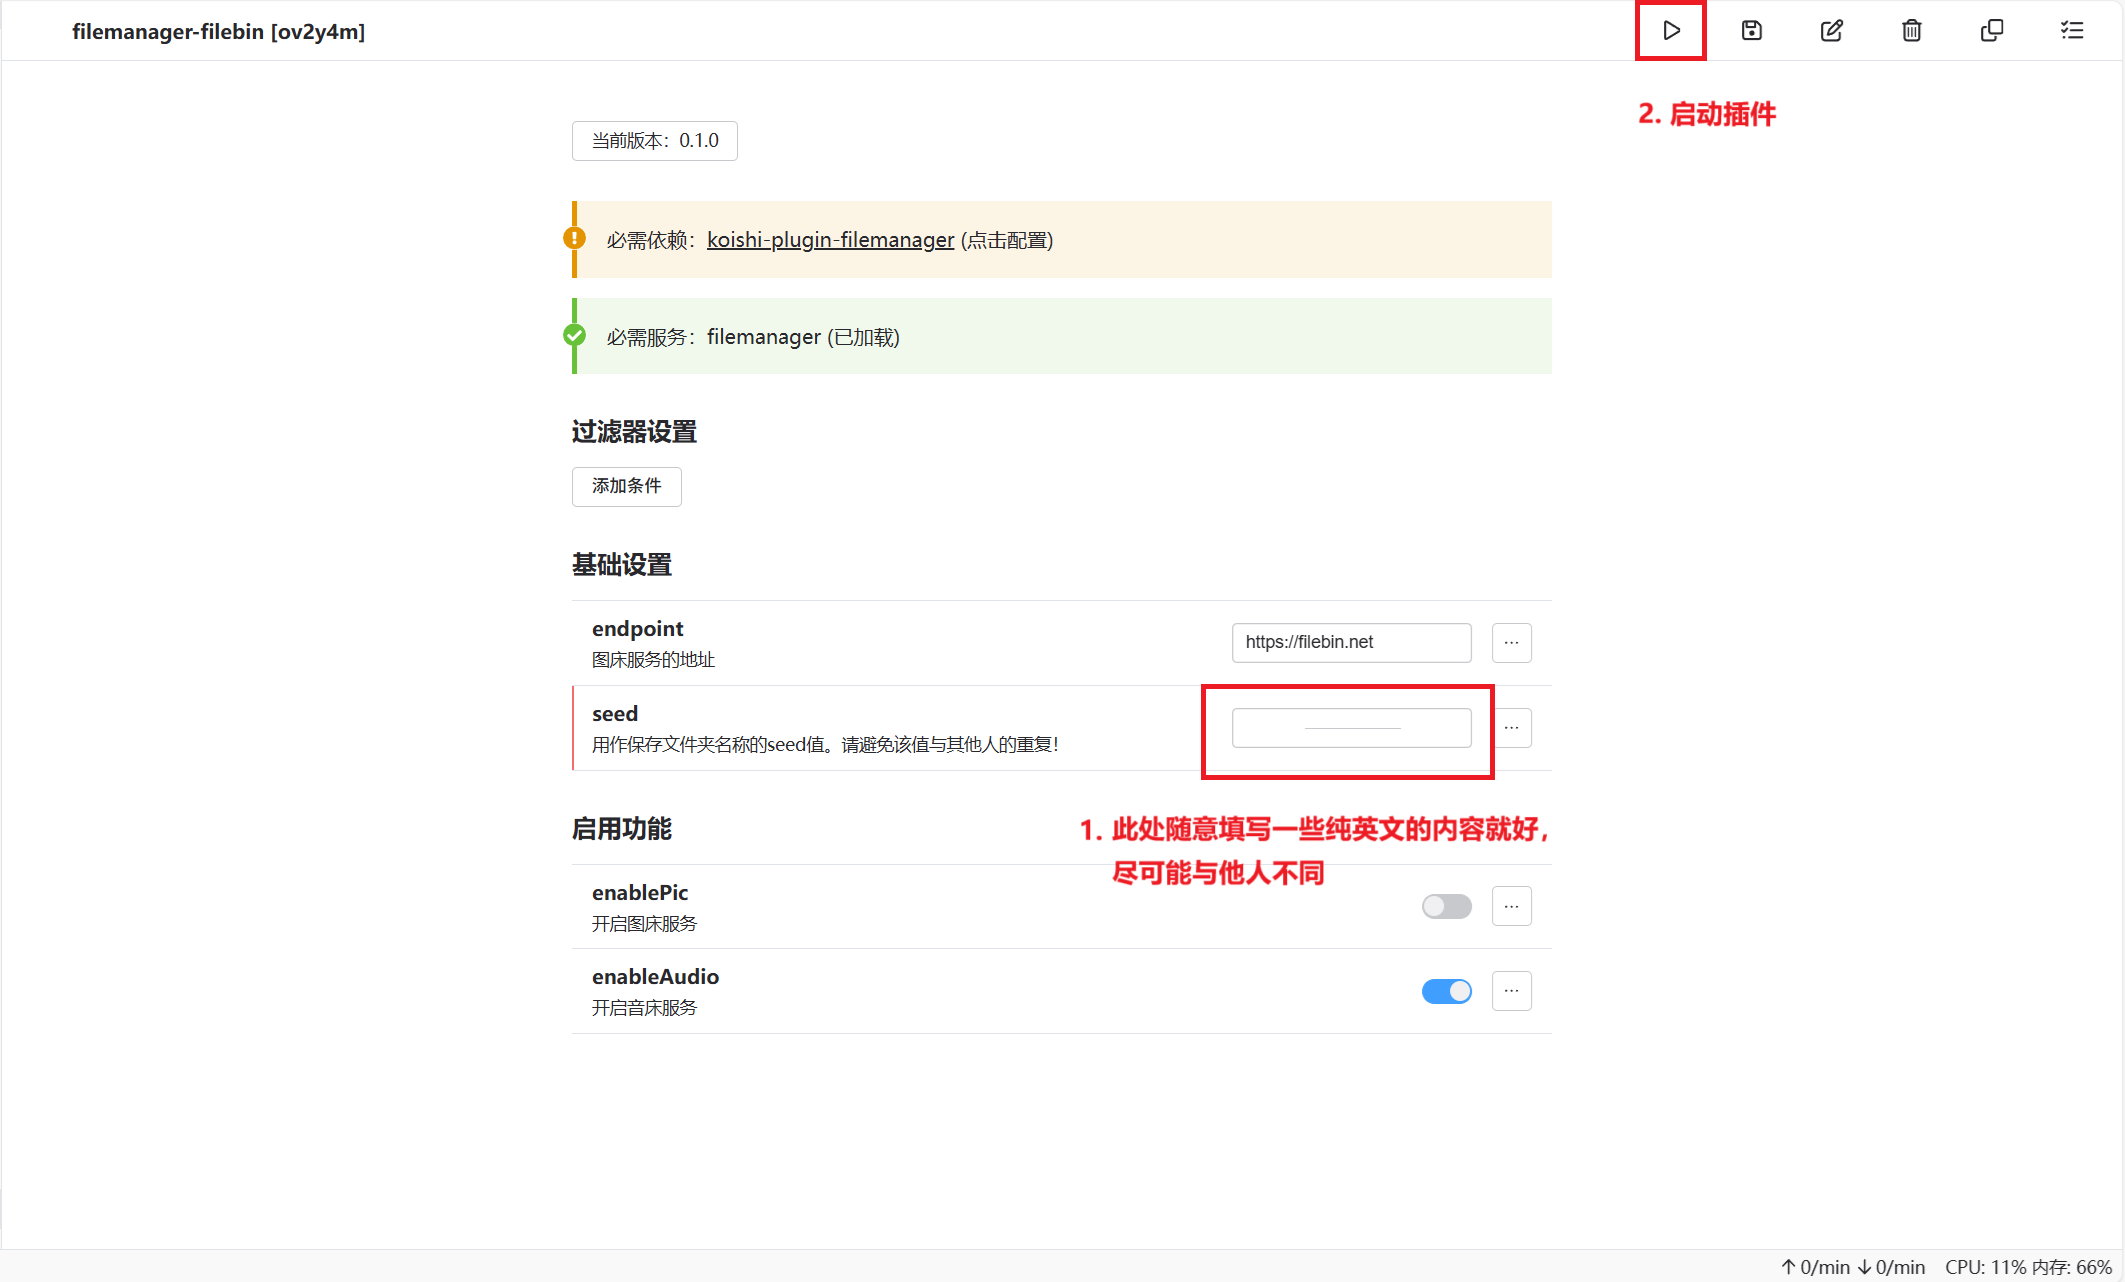 filemanager-filebin [ov2y4m]
2. 启动插件
当前版本：0.1.0
必需依赖：koishi-plugin-filemanager (点击配置)
必需服务：filemanager (已加载)
过滤器设置
添加条件
基础设置
endpoint
图床服务的地址
https://filebin.net
seed
用作保存文件夹名称的seed值。请避免该值与其他人的重复！
1. 此处随意填写一些纯英文的内容就好，
尽可能与他人不同
启用功能
enablePic
开启图床服务
enableAudio
开启音床服务
↑ 0/min ↓ 0/min CPU: 11% 内存: 66%